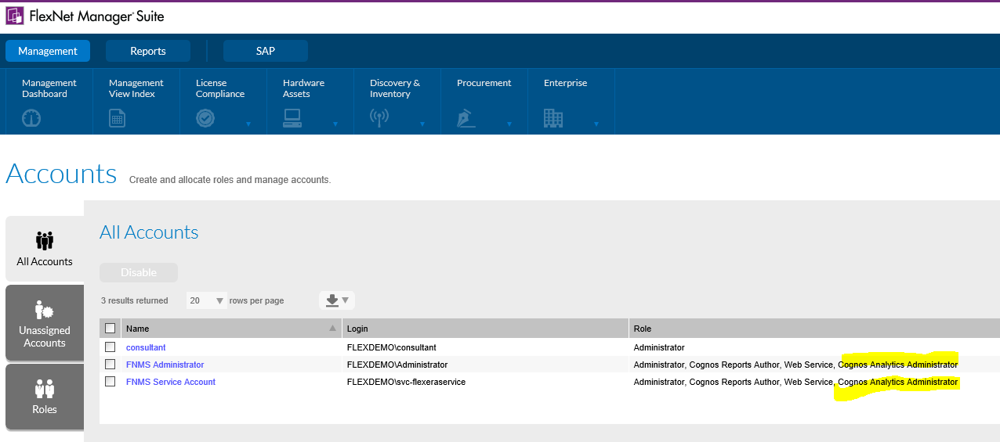 FlexNet Manager® Suite
Management Reports SAP
Management Dashboard
Management View Index
License Compliance
Hardware Assets
Discovery & Inventory
Procurement
Enterprise
Accounts Create and allocate roles and manage accounts.
All Accounts
Unassigned Accounts
Roles
All Accounts
Disable
3 results returned 20 rows per page
Name Login Role
consultant FLEXDEMO\consultant Administrator
FNMS Administrator FLEXDEMO\Administrator Administrator, Cognos Reports Author, Web Service, Cognos Analytics Administrator
FNMS Service Account FLEXDEMO\svc-flexeraservice Administrator, Cognos Reports Author, Web Service, Cognos Analytics Administrator